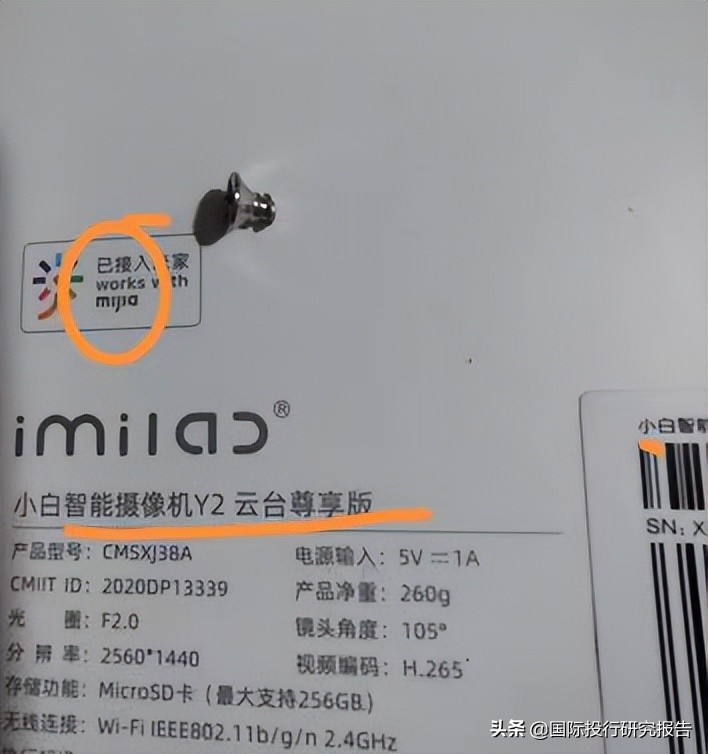 已接入米家
works with
mijia
imilab®
小白智能摄像机Y2 云台尊享版
小白智能
SN: X
产品型号: CMSXJ38A
电源输入: 5V⎓1A
CMIIT ID: 2020DP13339
产品净重: 260g
光 圈: F2.0
镜头角度: 105°
分 辨 率: 2560*1440
视频编码: H.265
存储功能: MicroSD卡 (最大支持256GB)
无线连接: Wi-Fi IEEE802.11b/g/n 2.4GHz
头条 @国际投行研究报告